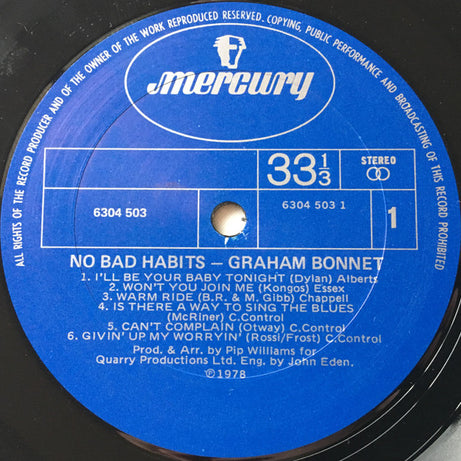 ALL RIGHTS OF THE RECORD PRODUCER AND OF THE OWNER OF THE WORK REPRODUCED RESERVED. COPYING, PUBLIC PERFORMANCE AND BROADCASTING OF THIS RECORD PROHIBITED
mercury
33 1/3
STEREO
6304 503
6304 503 1
1
NO BAD HABITS – GRAHAM BONNET
1. I'LL BE YOUR BABY TONIGHT (Dylan) Alberts
2. WON'T YOU JOIN ME (Kongos) Essex
3. WARM RIDE (B.R. & M. Gibb) Chappell
4. IS THERE A WAY TO SING THE BLUES
(McRiner) C.Control
5. CAN'T COMPLAIN (Otway) C.Control
6. GIVIN' UP MY WORRYIN' (Rossi/Frost) C.Control
Prod. & Arr. by Pip Williams for
Quarry Productions Ltd. Eng. by John Eden.
℗1978